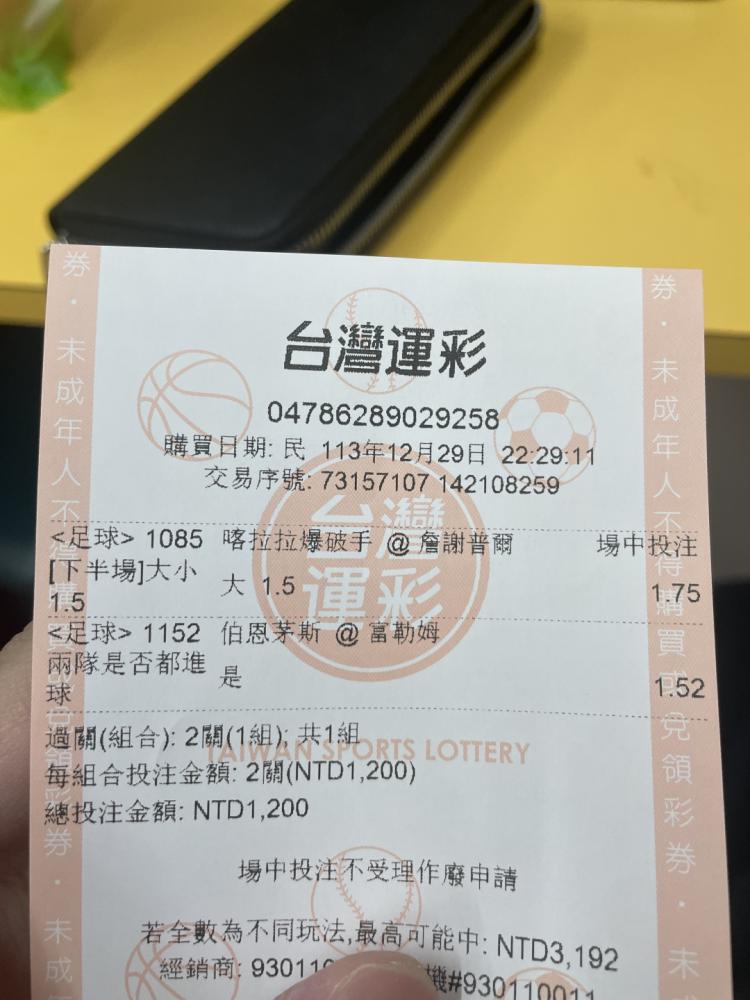 台灣運彩
04786289029258
購買日期: 民 113年12月29日 22:29:11
交易序號: 73157107 142108259
<足球> 1085 喀拉拉爆破手 @ 詹謝普爾 場中投注
[下半場]大小 大 1.5 1.75
1.5
<足球> 1152 伯恩茅斯 @ 富勒姆
兩隊是否都進 是 1.52
球
過關(組合): 2關(1組); 共1組
TAIWAN SPORTS LOTTERY
每組合投注金額: 2關(NTD1,200)
總投注金額: NTD1,200
場中投注不受理作廢申請
若全數為不同玩法,最高可能中: NTD3,192
經銷商: 93011 機#930110011
台灣運彩
券·未成年人不得購買或兌領彩券·未成
券·未成年人不得購買或兌領彩券·未